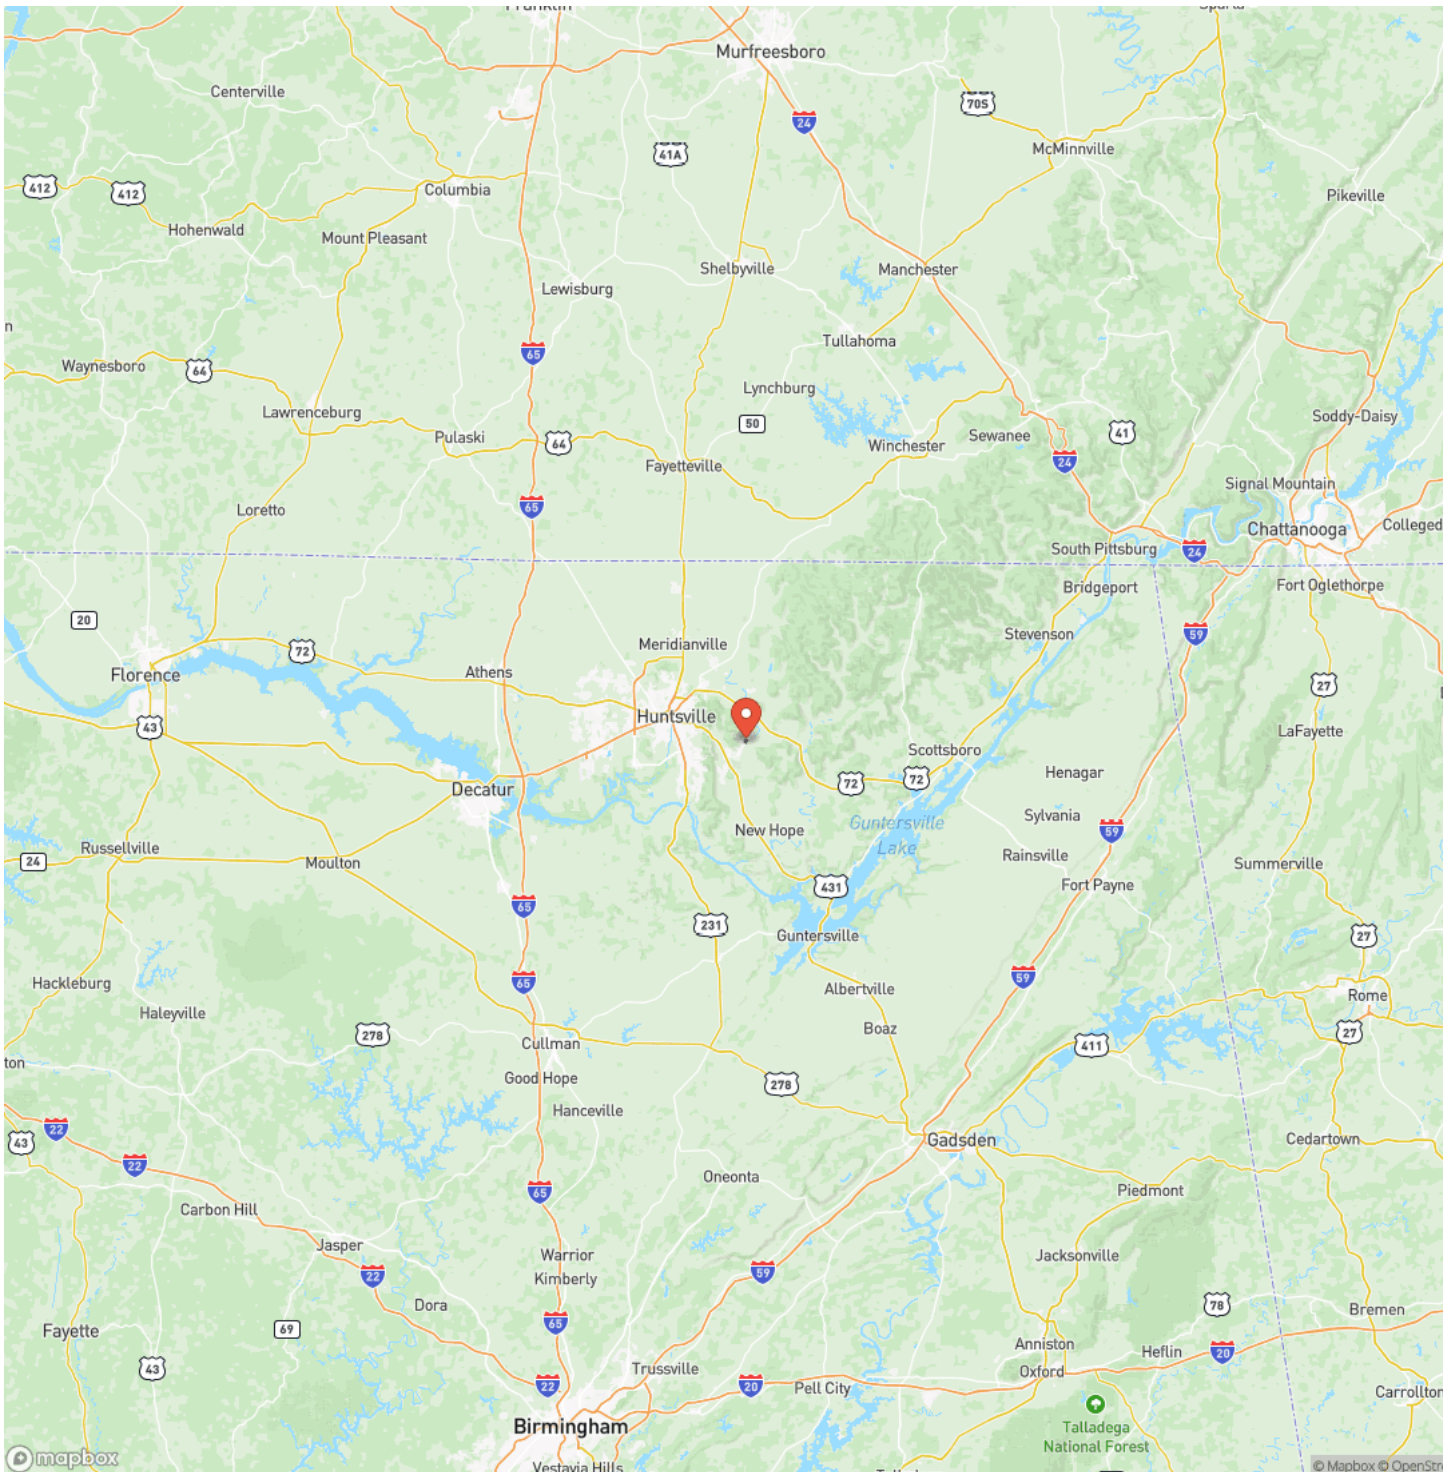 Franklin
Sparta
Murfreesboro
Centerville
70S
24
McMinnville
41A
412
412
Columbia
Pikeville
Hohenwald
Mount Pleasant
Shelbyville
Manchester
Lewisburg
n
Tullahoma
65
Waynesboro
64
Lynchburg
Lawrenceburg
Soddy-Daisy
50
41
Pulaski
64
Winchester
Sewanee
Fayetteville
24
Signal Mountain
Loretto
65
Chattanooga
Colleged
South Pittsburg
24
Bridgeport
Fort Oglethorpe
20
Stevenson
59
Meridianville
72
Florence
Athens
27
43
Huntsville
LaFayette
Scottsboro
Henagar
72
72
Decatur
Sylvania
New Hope
Guntersville
Lake
59
Russellville
24
Moulton
Rainsville
Summerville
431
Fort Payne
65
231
Guntersville
27
Hackleburg
65
59
Albertville
Rome
Haleyville
278
Boaz
27
Cullman
411
ton
Good Hope
278
Hanceville
22
43
Gadsden
Cedartown
22
Oneonta
65
Piedmont
Carbon Hill
Jasper
Warrior
Jacksonville
22
59
Kimberly
Dora
78
Bremen
65
Fayette
69
Anniston
Heflin
20
43
Trussville
Oxford
22
20
Pell City
Carrollton
Birmingham
Talladega
National Forest
mapbox
Vestavia Hills
© Mapbox © OpenStre